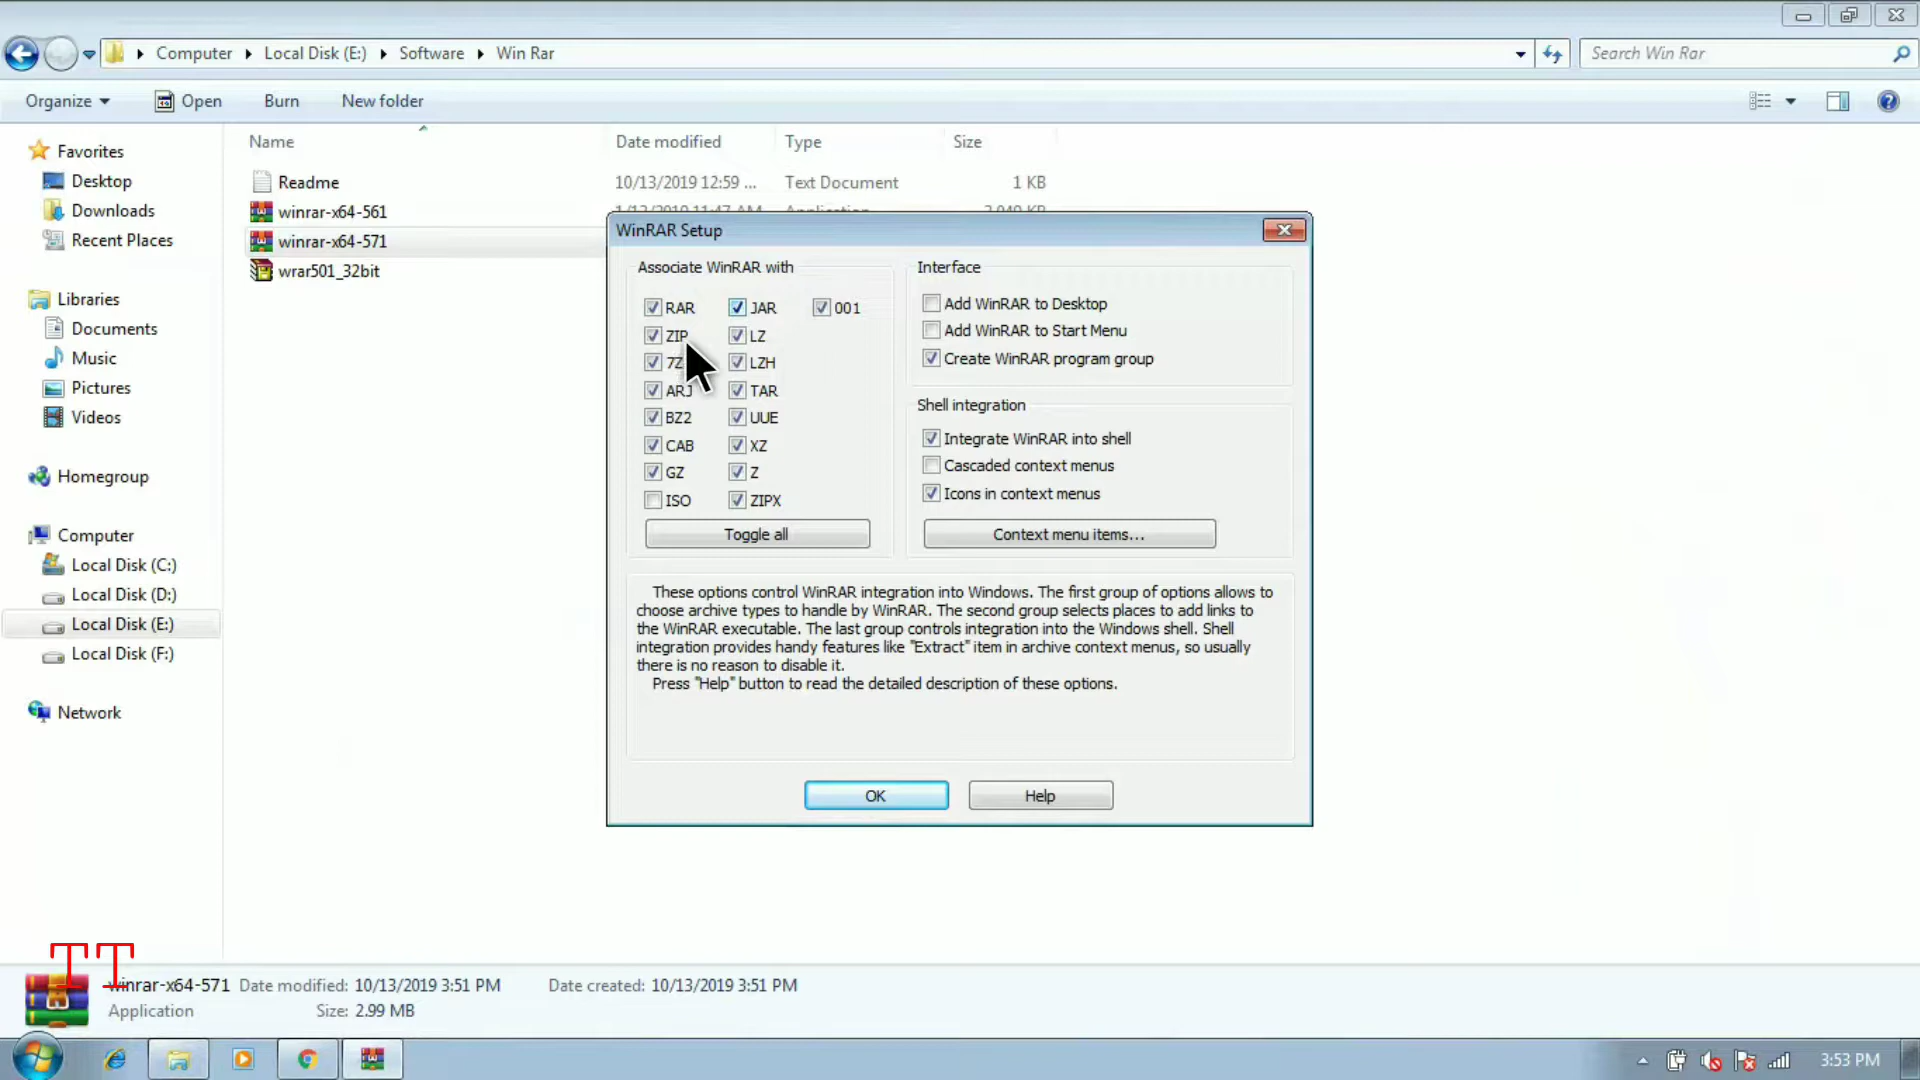 Computer Local Disk (E:) Software Win Rar
Search Win Rar
Organize Open Burn New folder
Name Date modified Type Size
Favorites
Desktop
Downloads
Recent Places
Libraries
Documents
Music
Pictures
Videos
Homegroup
Computer
Local Disk (C:)
Local Disk (D:)
Local Disk (E:)
Local Disk (F:)
Network
Readme 10/13/2019 12:59 ... Text Document 1 KB
winrar-x64-561
winrar-x64-571
wrar501_32bit
WinRAR Setup
Associate WinRAR with
RAR JAR 001
ZIP LZ
7Z LZH
ARJ TAR
BZ2 UUE
CAB XZ
GZ Z
ISO ZIPX
Toggle all
Interface
Add WinRAR to Desktop
Add WinRAR to Start Menu
Create WinRAR program group
Shell integration
Integrate WinRAR into shell
Cascaded context menus
Icons in context menus
Context menu items...
These options control WinRAR integration into Windows. The first group of options allows to
choose archive types to handle by WinRAR. The second group selects places to add links to
the WinRAR executable. The last group controls integration into the Windows shell. Shell
integration provides handy features like "Extract" item in archive context menus, so usually
there is no reason to disable it.
Press "Help" button to read the detailed description of these options.
OK Help
TT
winrar-x64-571 Date modified: 10/13/2019 3:51 PM Date created: 10/13/2019 3:51 PM
Application Size: 2.99 MB
3:53 PM